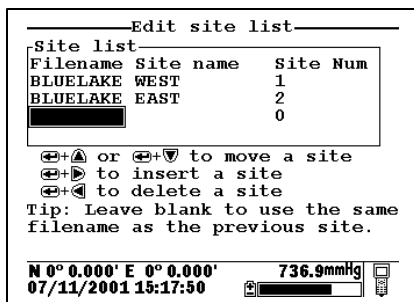 Edit site list
Site list
Filename Site name Site Num
BLUELAKE WEST 1
BLUELAKE EAST 2
0
+ or + to move a site
+ to insert a site
+ to delete a site
Tip: Leave blank to use the same
filename as the previous site.
N 0° 0.000' E 0° 0.000' 736.9mmHg
07/11/2001 15:17:50